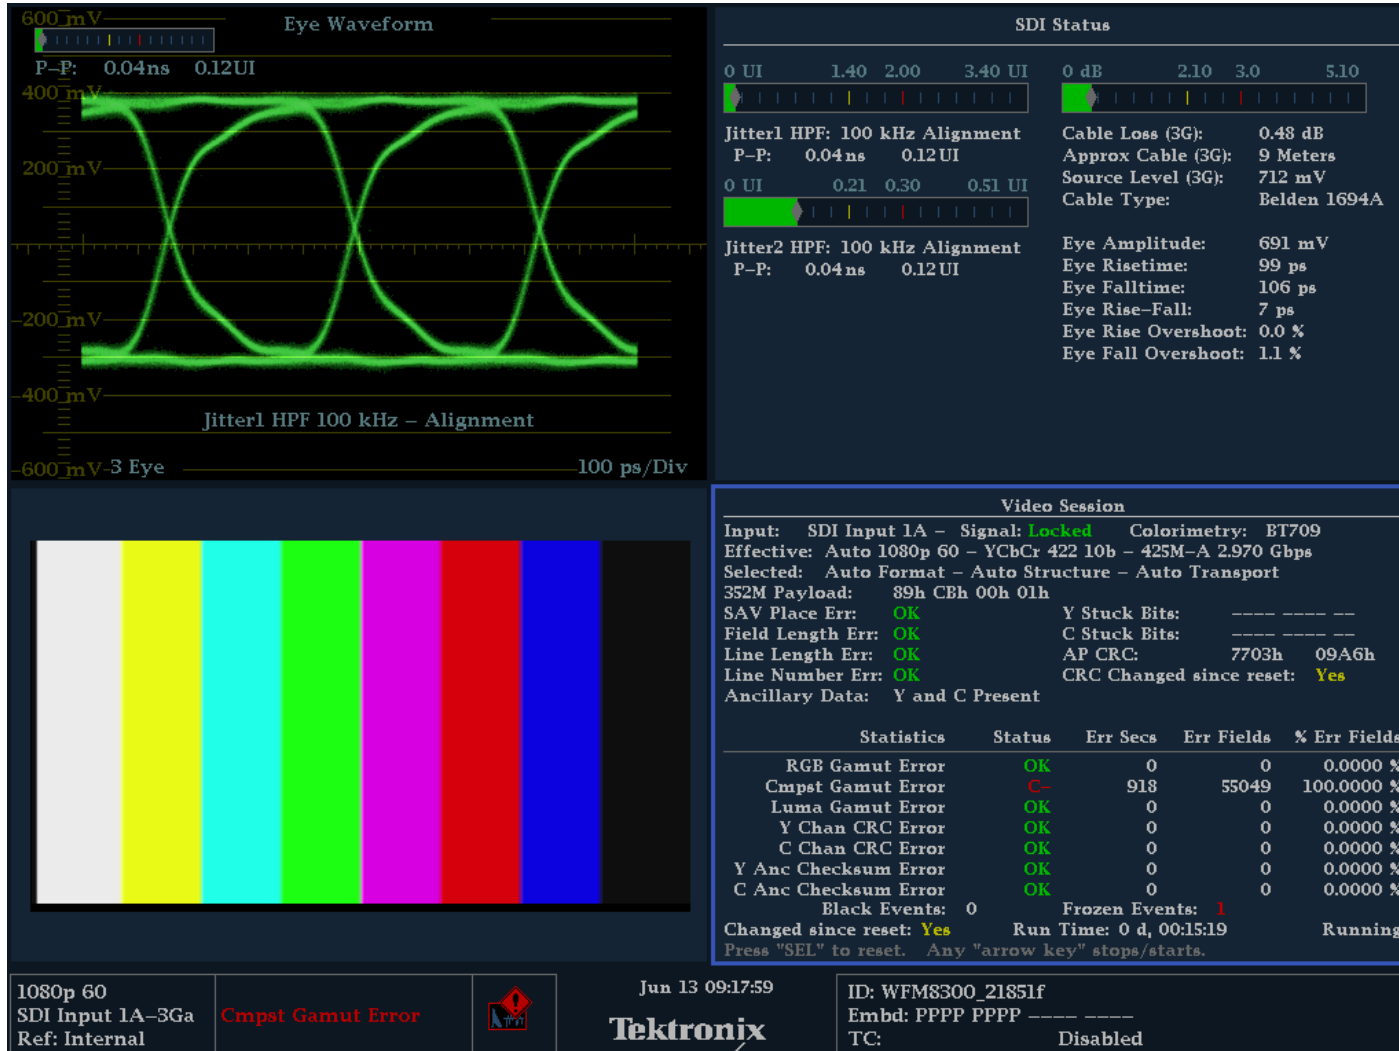 Eye Waveform
600 mV
P–P: 0.04ns 0.12UI
400 mV
200 mV
–200 mV
–400 mV
Jitter1 HPF 100 kHz – Alignment
–600 mV
3 Eye
100 ps/Div
SDI Status
0 UI 1.40 2.00 3.40 UI
Jitter1 HPF: 100 kHz Alignment
P–P: 0.04ns 0.12UI
0 UI 0.21 0.30 0.51 UI
Jitter2 HPF: 100 kHz Alignment
P–P: 0.04ns 0.12UI
0 dB 2.10 3.0 5.10
Cable Loss (3G): 0.48 dB
Approx Cable (3G): 9 Meters
Source Level (3G): 712 mV
Cable Type: Belden 1694A
Eye Amplitude: 691 mV
Eye Risetime: 99 ps
Eye Falltime: 106 ps
Eye Rise–Fall: 7 ps
Eye Rise Overshoot: 0.0 %
Eye Fall Overshoot: 1.1 %
Video Session
Input: SDI Input 1A – Signal: Locked Colorimetry: BT709
Effective: Auto 1080p 60 – YCbCr 422 10b – 425M–A 2.970 Gbps
Selected: Auto Format – Auto Structure – Auto Transport
352M Payload: 89h CBh 00h 01h
SAV Place Err: OK Y Stuck Bits: –––– –––– ––
Field Length Err: OK C Stuck Bits: –––– –––– ––
Line Length Err: OK AP CRC: 7703h 09A6h
Line Number Err: OK CRC Changed since reset: Yes
Ancillary Data: Y and C Present
Statistics Status Err Secs Err Fields % Err Fields
RGB Gamut Error OK 0 0 0.0000 %
Cmpst Gamut Error C– 918 55049 100.0000 %
Luma Gamut Error OK 0 0 0.0000 %
Y Chan CRC Error OK 0 0 0.0000 %
C Chan CRC Error OK 0 0 0.0000 %
Y Anc Checksum Error OK 0 0 0.0000 %
C Anc Checksum Error OK 0 0 0.0000 %
Black Events: 0 Frozen Events: 1
Changed since reset: Yes Run Time: 0 d, 00:15:19 Running
Press "SEL" to reset. Any "arrow key" stops/starts.
1080p 60
SDI Input 1A–3Ga
Ref: Internal
Cmpst Gamut Error
Jun 13 09:17:59
Tektronix
ID: WFM8300_21851f
Embd: PPPP PPPP –––– ––––
TC: Disabled